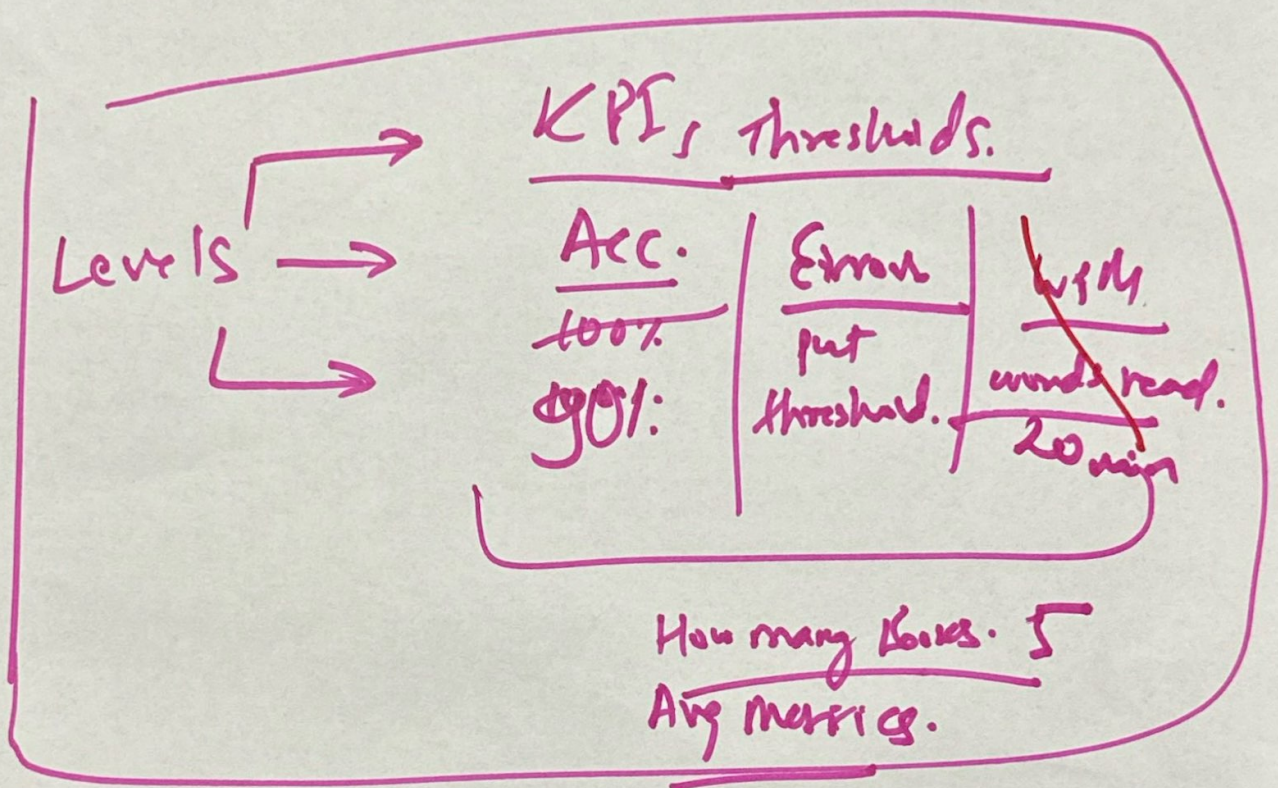 KPIs Thresholds.
Levels
Acc.
100%
90%
Errors
put
threshold.
WPM
words read.
20 min
How many Books. 5
Avg Metrics.